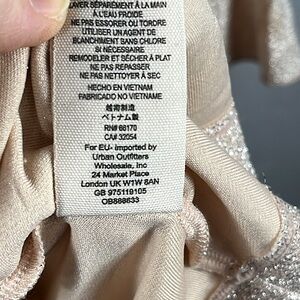 LAVER SÉPARÉMENT À LA MAIN
À L'EAU FROIDE
NE PAS ESSORER OU TORDRE
UTILISER UN AGENT DE
BLANCHIMENT SANS CHLORE
SI NÉCESSAIRE
REMODELER ET SÉCHER À PLAT
NE PAS REPASSER
NE PAS NETTOYER À SEC
HECHO EN VIETNAM
FABRICADO NO VIETNAME
越南制造
ベトナム製
RN# 66170
CA# 32054
For EU- imported by
Urban Outfitters
Wholesale, Inc
24 Market Place
London UK W1W 8AN
GB 975119105
OB888633